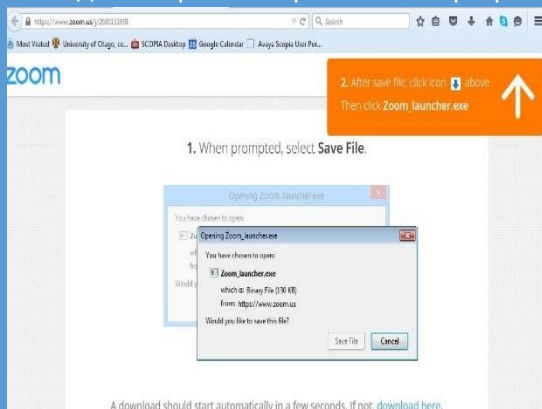 https://www.zoom.us/j/
Search
Most Visited
University of Otago, ce...
SCOPIA Desktop
Google Calendar
Avaya Scopia User Por...
zoom
2. After save file, click icon above
Then click Zoom_launcher.exe
1. When prompted, select Save File.
Opening Zoom_launcher.exe
You have chosen to open:
Opening Zoom_launcher.exe
You have chosen to open:
Zoom_launcher.exe
which is: Binary File (130 KB)
from: https://www.zoom.us
Would you like to save this file?
Save File
Cancel
A download should start automatically in a few seconds. If not, download here.